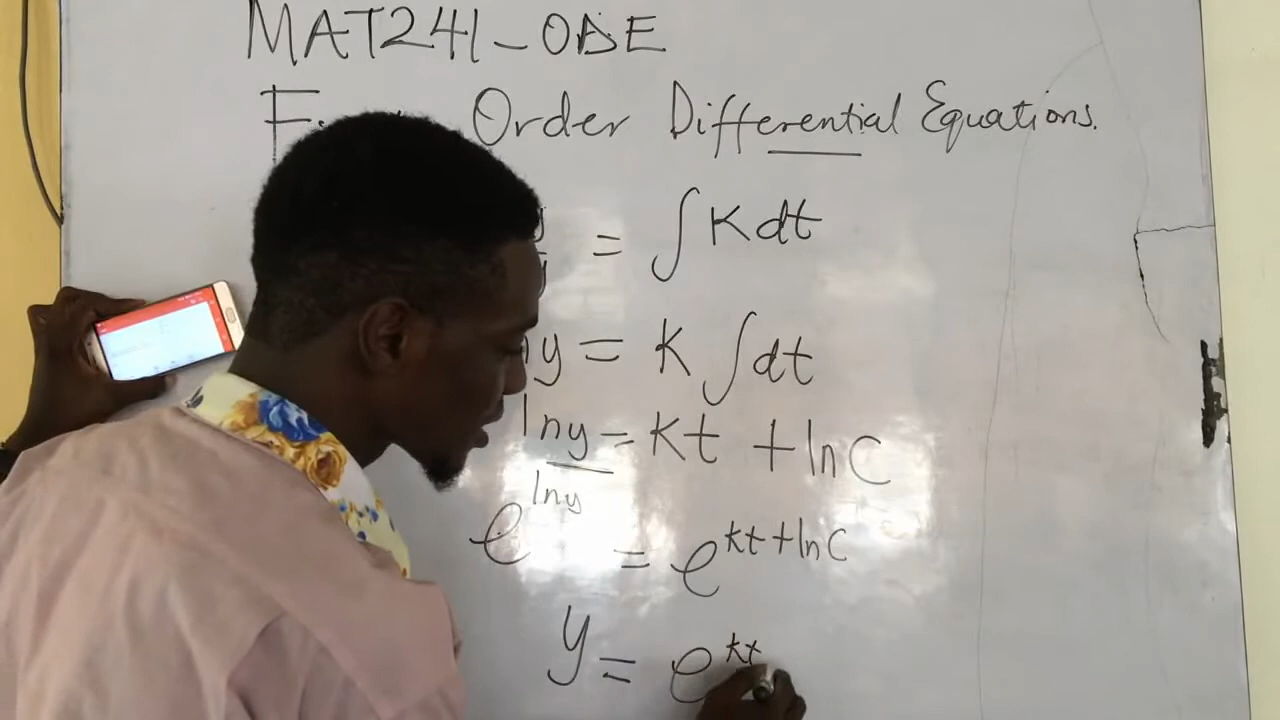 MAT241-ODE
Order Differential Equations.
= ∫Kdt
y = K∫dt
lny = Kt + lnC
e^{lny} = e^{kt+lnC}
y = e^{kt}